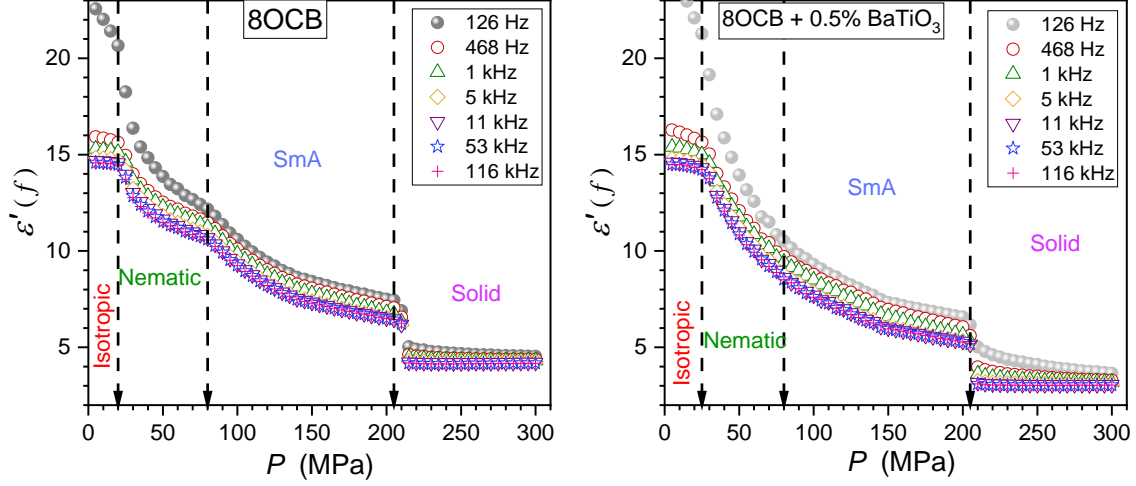 8OCB
126 Hz
468 Hz
1 kHz
5 kHz
11 kHz
53 kHz
116 kHz
SmA
Nematic
Isotropic
Solid
ε′(f)
20
15
10
5
0 50 100 150 200 250 300
P (MPa)
8OCB + 0.5% BaTiO₃
126 Hz
468 Hz
1 kHz
5 kHz
11 kHz
53 kHz
116 kHz
SmA
Solid
Nematic
Isotropic
ε′(f)
20
15
10
5
0 50 100 150 200 250 300
P (MPa)